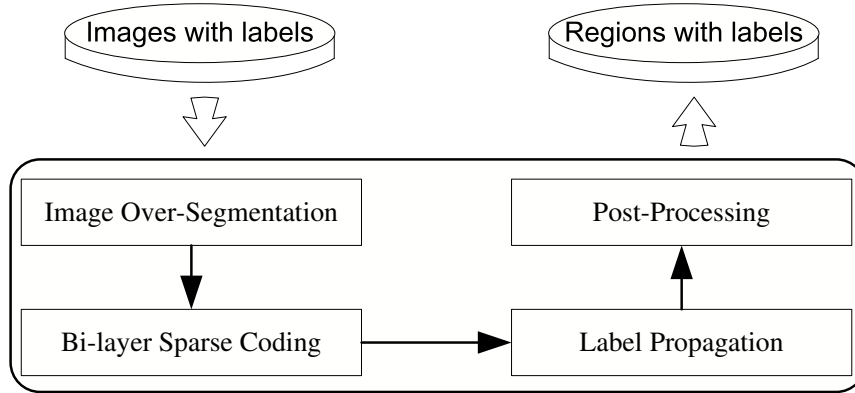 Images with labels
Regions with labels
Image Over-Segmentation
Post-Processing
Bi-layer Sparse Coding
Label Propagation